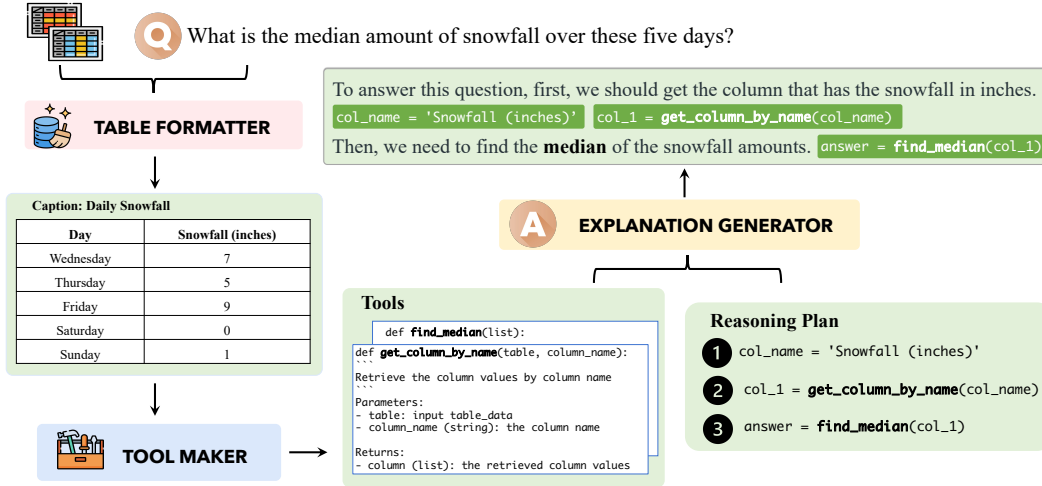 Q What is the median amount of snowfall over these five days?
TABLE FORMATTER
Caption: Daily Snowfall
Day Snowfall (inches)
Wednesday 7
Thursday 5
Friday 9
Saturday 0
Sunday 1
TOOL MAKER
Tools
def find_median(list):
def get_column_by_name(table, column_name):
```
Retrieve the column values by column name
```
Parameters:
- table: input table_data
- column_name (string): the column name
Returns:
- column (list): the retrieved column values
Reasoning Plan
1 col_name = 'Snowfall (inches)'
2 col_1 = get_column_by_name(col_name)
3 answer = find_median(col_1)
A EXPLANATION GENERATOR
To answer this question, first, we should get the column that has the snowfall in inches.
col_name = 'Snowfall (inches)’ col_1 = get_column_by_name(col_name)
Then, we need to find the median of the snowfall amounts. answer = find_median(col_1)